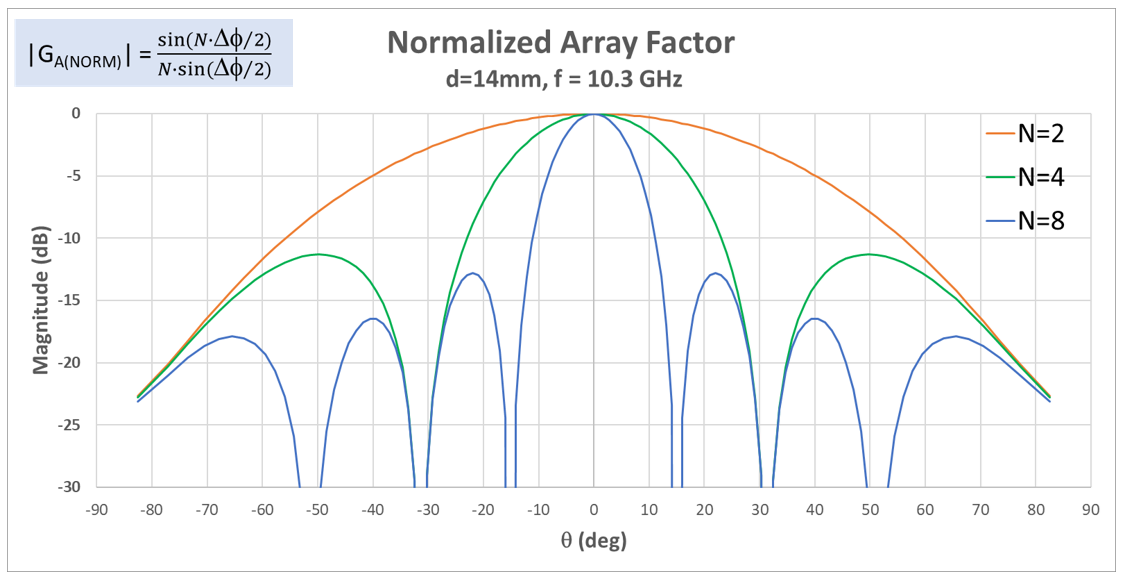 |G_A(NORM)| = sin(N·Δϕ/2) / N·sin(Δϕ/2)
Normalized Array Factor
d=14mm, f = 10.3 GHz
N=2
N=4
N=8
Magnitude (dB)
0
-5
-10
-15
-20
-25
-30
-90 -80 -70 -60 -50 -40 -30 -20 -10 0 10 20 30 40 50 60 70 80 90
θ (deg)